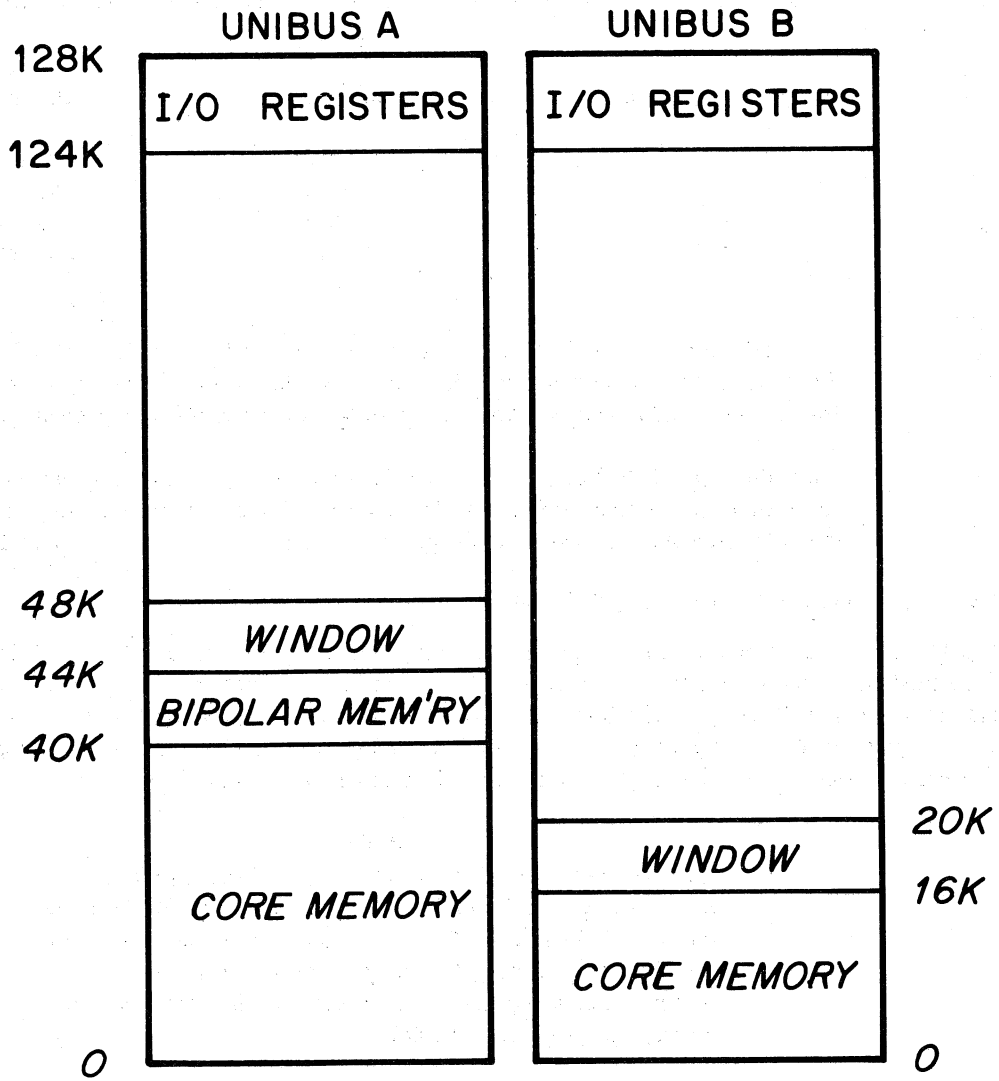 UNIBUS A
128K
I/O REGISTERS
124K
48K
WINDOW
44K
BIPOLAR MEM'RY
40K
CORE MEMORY
0
UNIBUS B
I/O REGISTERS
20K
WINDOW
16K
CORE MEMORY
0